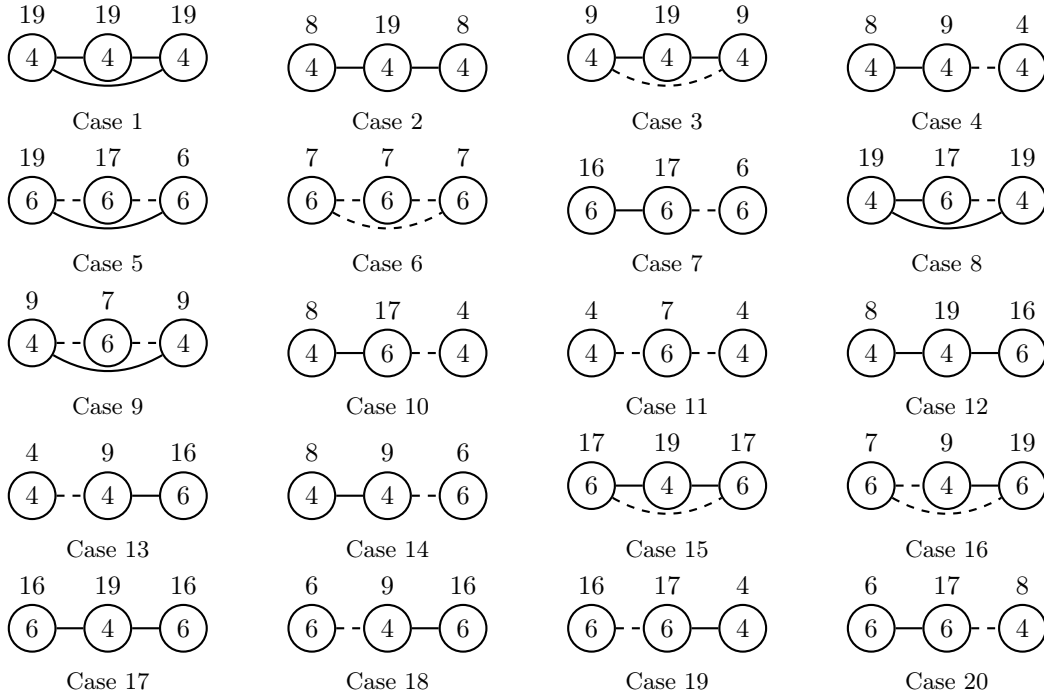 19 19 19 8 19 8 9 19 9 8 9 4
4 4 4 4 4 4 4 4 4 4 4 4
Case 1 Case 2 Case 3 Case 4
19 17 6 7 7 7 16 17 6 19 17 19
6 6 6 6 6 6 6 6 6 4 6 4
Case 5 Case 6 Case 7 Case 8
9 7 9 8 17 4 4 7 4 8 19 16
4 6 4 4 6 4 4 6 4 4 4 6
Case 9 Case 10 Case 11 Case 12
4 9 16 8 9 6 17 19 17 7 9 19
4 4 6 4 4 6 6 4 6 6 4 6
Case 13 Case 14 Case 15 Case 16
16 19 16 6 9 16 16 17 4 6 17 8
6 4 6 6 4 6 6 6 4 6 6 4
Case 17 Case 18 Case 19 Case 20